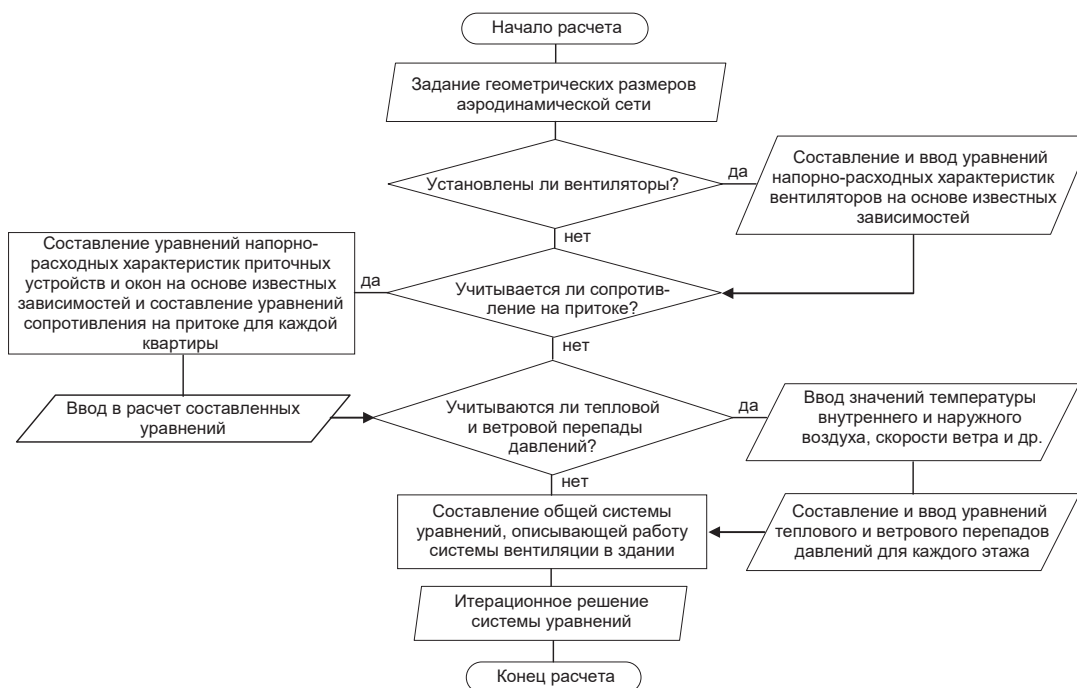 Начало расчета
Задание геометрических размеров
аэродинамической сети
Установлены ли вентиляторы?
да
Составление и ввод уравнений
напорно-расходных характеристик
вентиляторов на основе известных
зависимостей
нет
Составление уравнений напорно-
расходных характеристик приточных
устройств и окон на основе известных
зависимостей и составление уравнений
сопротивления на притоке для каждой
квартиры
да
Учитывается ли сопротив-
ление на притоке?
нет
Ввод в расчет составленных
уравнений
Учитываются ли тепловой
и ветровой перепады
давлений?
да
Ввод значений температуры
внутреннего и наружного
воздуха, скорости ветра и др.
нет
Составление общей системы
уравнений, описывающей работу
системы вентиляции в здании
Составление и ввод уравнений
теплового и ветрового перепадов
давлений для каждого этажа
Итерационное решение
системы уравнений
Конец расчета